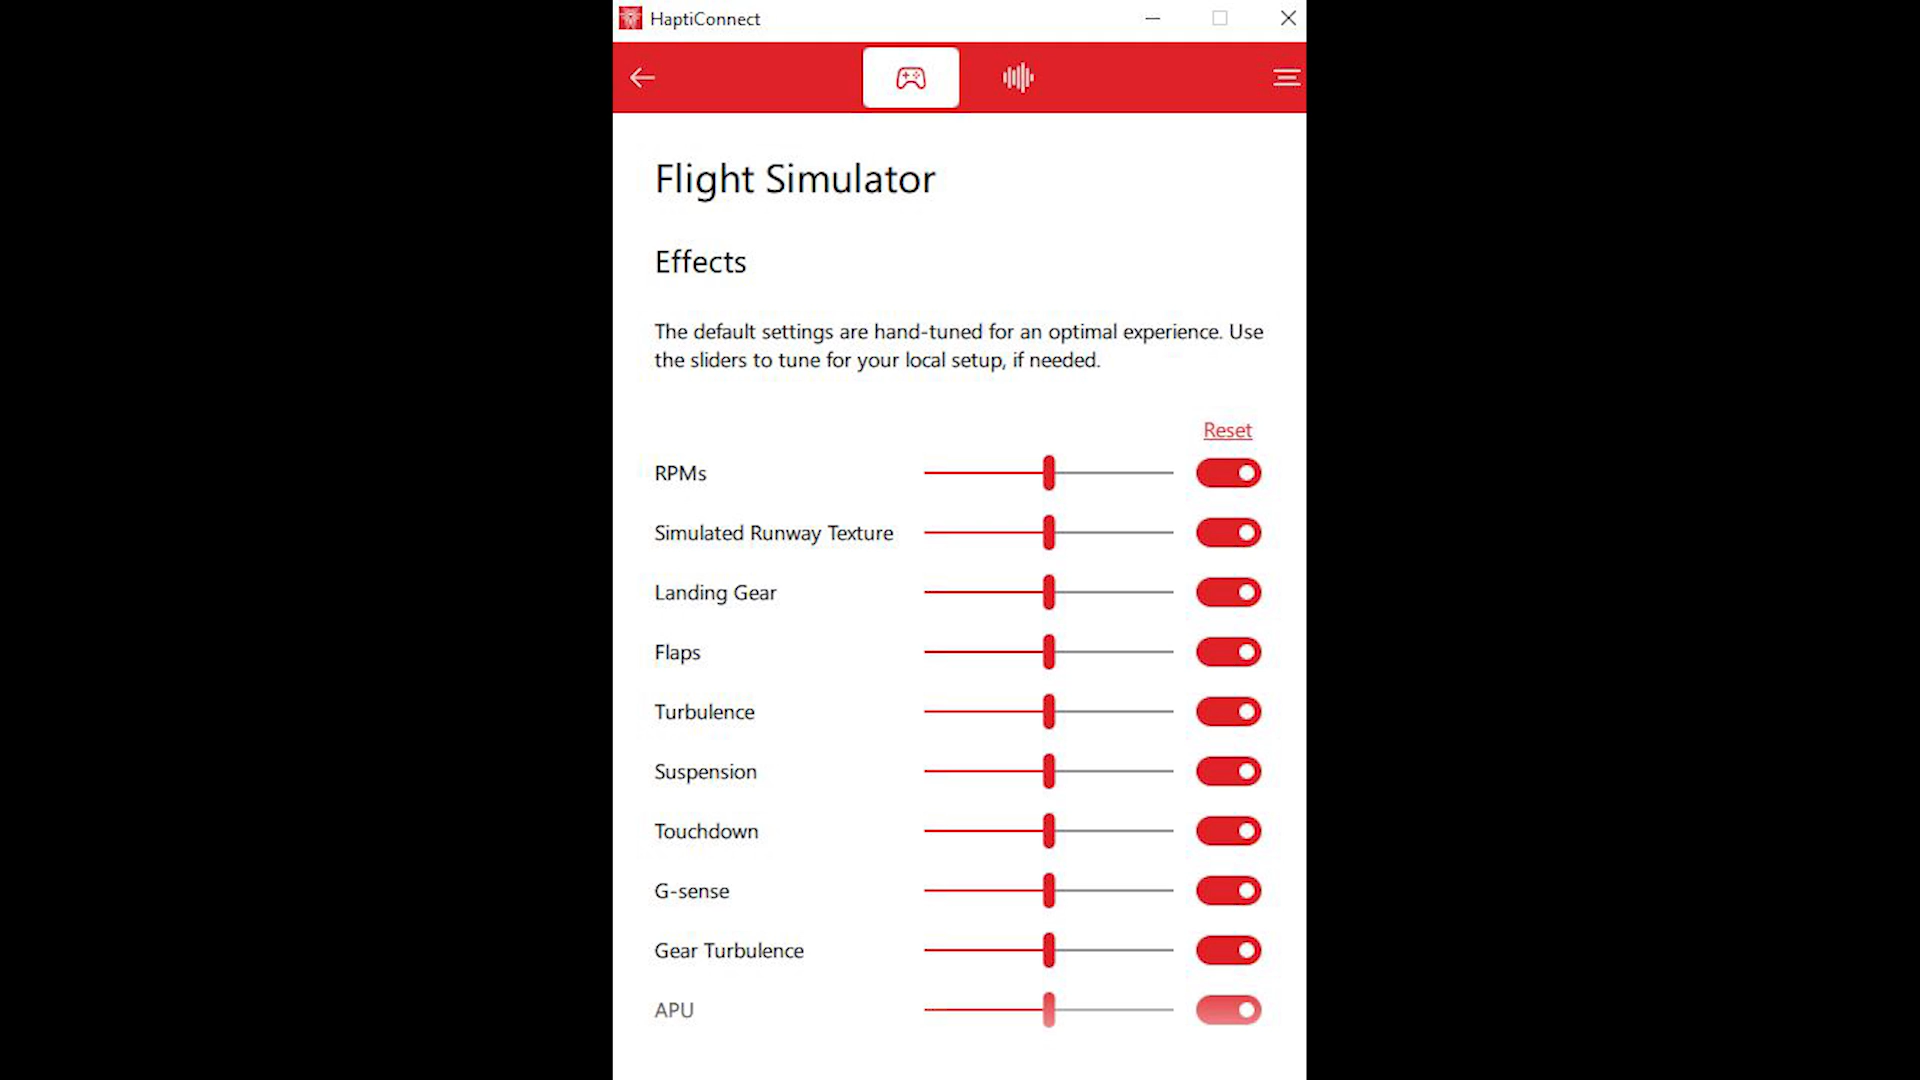 HaptiConnect
Flight Simulator
Effects
The default settings are hand-tuned for an optimal experience. Use
the sliders to tune for your local setup, if needed.
Reset
RPMs
Simulated Runway Texture
Landing Gear
Flaps
Turbulence
Suspension
Touchdown
G-sense
Gear Turbulence
APU